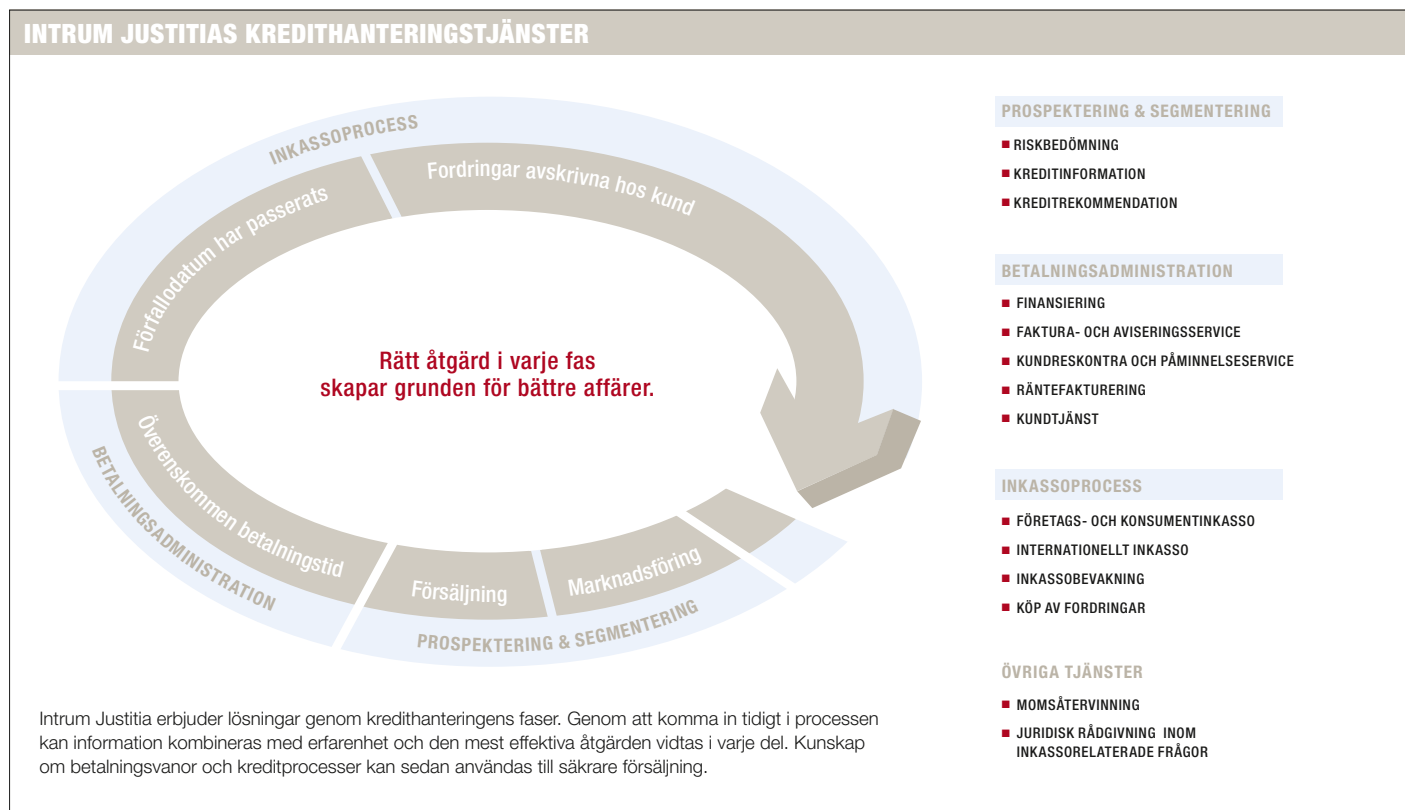 INTRUM JUSTITIAS KREDITHANTERINGSTJÄNSTER
INKASSOPROCESS
Fordringar avskrivna hos kund
Förfallodatum har passerats
Rätt åtgärd i varje fas
skapar grunden för bättre affärer.
Överenskommen betalningstid
BETALNINGSADMINISTRATION
Försäljning
Marknadsföring
PROSPEKTERING & SEGMENTERING
Intrum Justitia erbjuder lösningar genom kredithanteringens faser. Genom att komma in tidigt i processen
kan information kombineras med erfarenhet och den mest effektiva åtgärden vidtas i varje del. Kunskap
om betalningsvanor och kreditprocesser kan sedan användas till säkrare försäljning.
PROSPEKTERING & SEGMENTERING
■ RISKBEDÖMNING
■ KREDITINFORMATION
■ KREDITREKOMMENDATION
BETALNINGSADMINISTRATION
■ FINANSIERING
■ FAKTURA- OCH AVISERINGSSERVICE
■ KUNDRESKONTRA OCH PÅMINNELSESERVICE
■ RÄNTEFAKTURERING
■ KUNDTJÄNST
INKASSOPROCESS
■ FÖRETAGS- OCH KONSUMENTINKASSO
■ INTERNATIONELLT INKASSO
■ INKASSOBEVAKNING
■ KÖP AV FORDRINGAR
ÖVRIGA TJÄNSTER
■ MOMSÅTERVINNING
■ JURIDISK RÅDGIVNING INOM
INKASSORELATERADE FRÅGOR